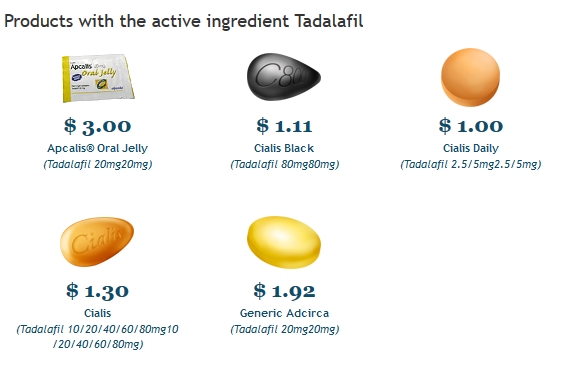 Products with the active ingredient Tadalafil
Apcalis
Oral Jelly
C80
$ 3.00
$ 1.11
$ 1.00
Apcalis® Oral Jelly
Cialis Black
Cialis Daily
(Tadalafil 20mg20mg)
(Tadalafil 80mg80mg)
(Tadalafil 2.5/5mg2.5/5mg)
Cialis
$ 1.30
$ 1.92
Cialis
Generic Adcirca
(Tadalafil 10/20/40/60/80mg10
/20/40/60/80mg)
(Tadalafil 20mg20mg)